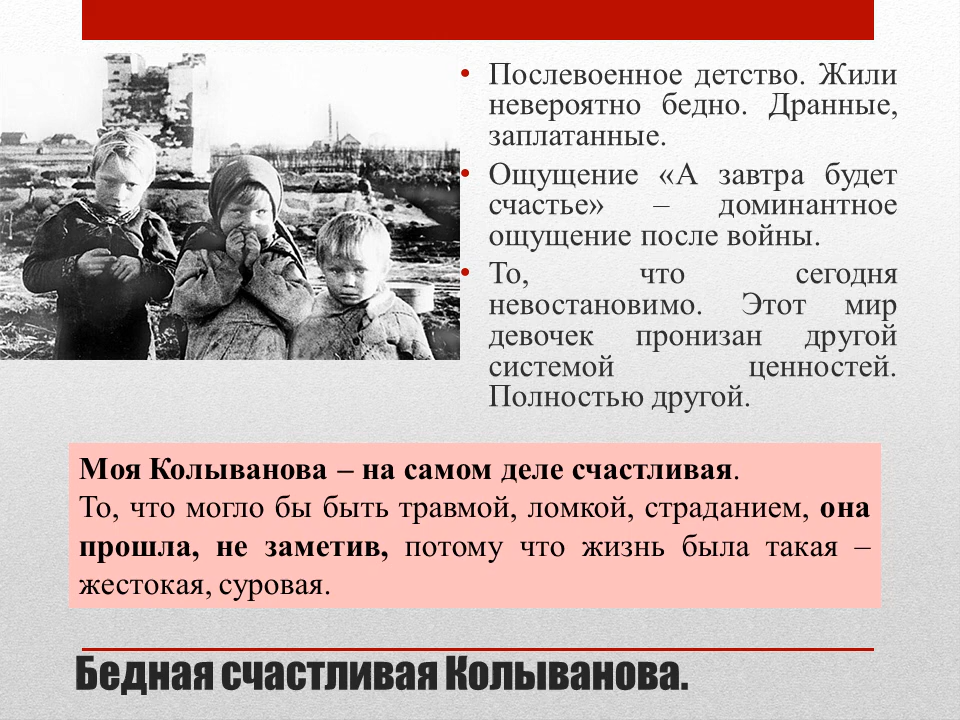 • Послевоенное детство. Жили
невероятно бедно. Дранные,
заплатанные.
• Ощущение «А завтра будет
счастье» – доминантное
ощущение после войны.
• То, что сегодня
невостановимо. Этот мир
девочек пронизан другой
системой ценностей.
Полностью другой.
Моя Колыванова – на самом деле счастливая.
То, что могло бы быть травмой, ломкой, страданием, она
прошла, не заметив, потому что жизнь была такая –
жестокая, суровая.
Бедная счастливая Колыванова.